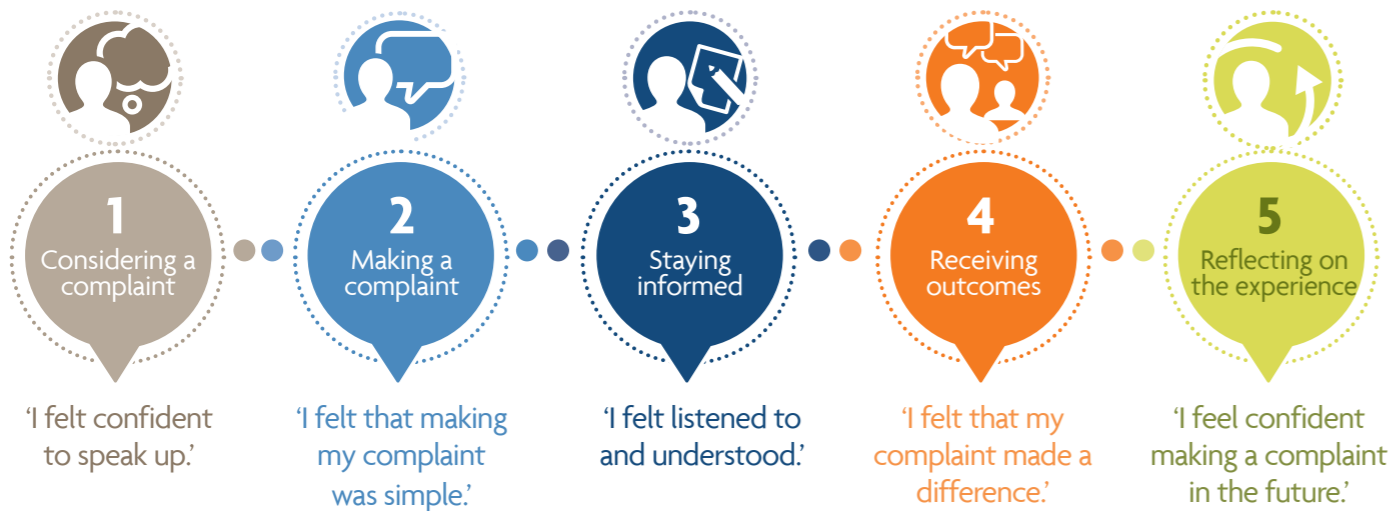 1
Considering a
complaint
‘I felt confident
to speak up.’
2
Making a
complaint
‘I felt that making
my complaint
was simple.’
3
Staying
informed
‘I felt listened to
and understood.’
4
Receiving
outcomes
‘I felt that my
complaint made a
difference.’
5
Reflecting on
the experience
‘I feel confident
making a complaint
in the future.’